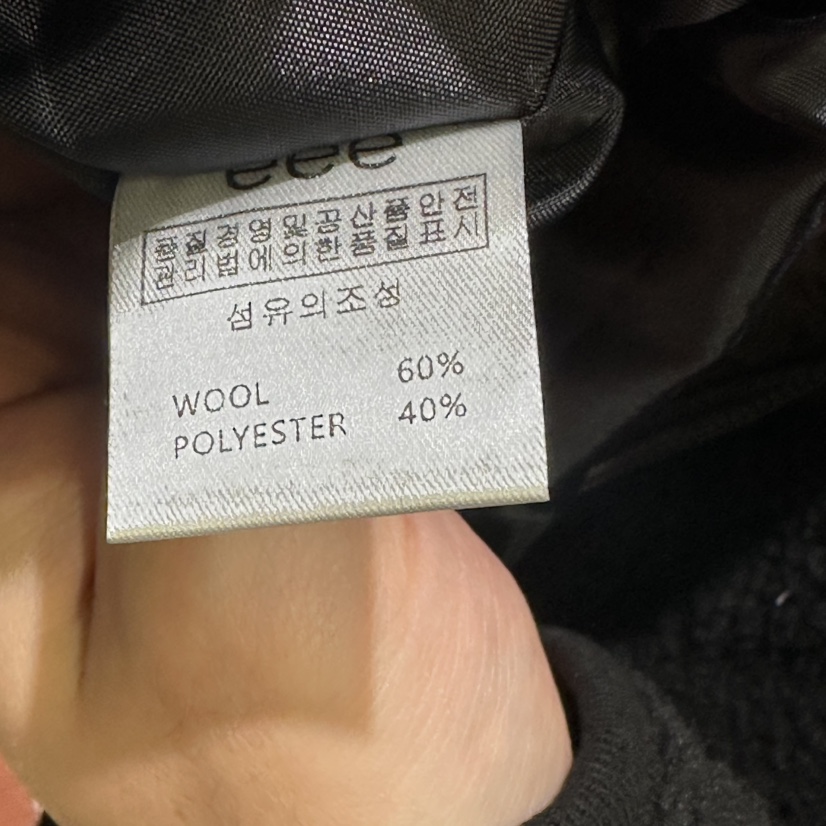 eee
품질경영및공산품안전
관리법에의한품질표시
섬유의조성
WOOL 60%
POLYESTER 40%